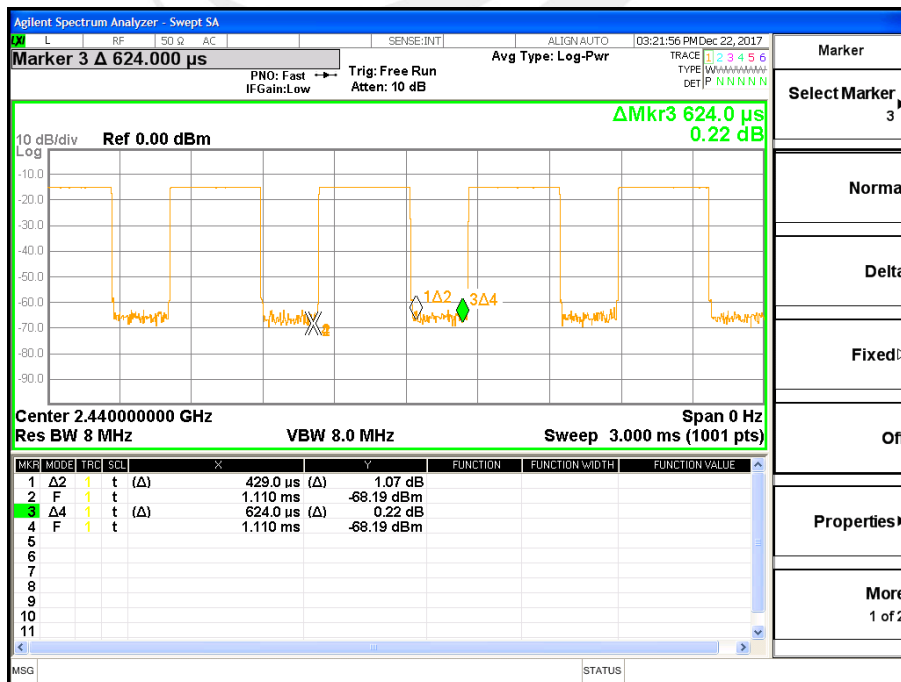 Agilent Spectrum Analyzer - Swept SA
LXI L RF 50 Ω AC SENSE:INT ALIGN AUTO 03:21:56 PM Dec 22, 2017
Marker 3 Δ 624.000 µs
PNO: Fast
IFGain:Low
Trig: Free Run
Atten: 10 dB
Avg Type: Log-Pwr
TRACE 1 2 3 4 5 6
TYPE W
DET P N N N N N
ΔMkr3 624.0 µs
0.22 dB
10 dB/div Ref 0.00 dBm
Log
-10.0
-20.0
-30.0
-40.0
-50.0
-60.0
-70.0
-80.0
-90.0
1Δ2
3Δ4
Center 2.440000000 GHz Span 0 Hz
Res BW 8 MHz VBW 8.0 MHz Sweep 3.000 ms (1001 pts)
MKR MODE TRC SCL X Y FUNCTION FUNCTION WIDTH FUNCTION VALUE
1 Δ2 1 t (Δ) 429.0 µs (Δ) 1.07 dB
2 F 1 t 1.110 ms -68.19 dBm
3 Δ4 1 t (Δ) 624.0 µs (Δ) 0.22 dB
4 F 1 t 1.110 ms -68.19 dBm
5
6
7
8
9
10
11
MSG STATUS
Marker
Select Marker
3
Norma
Delta
Fixed
Of
Properties
More
1 of 2